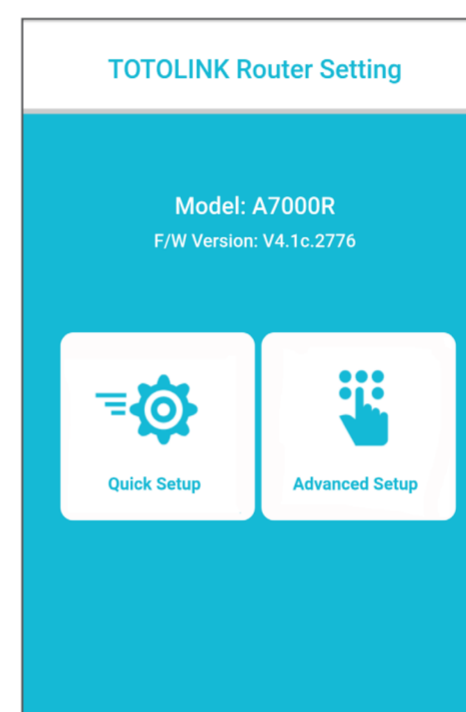 TOTOLINK Router Setting
Model: A7000R
F/W Version: V4.1c.2776
Quick Setup
Advanced Setup